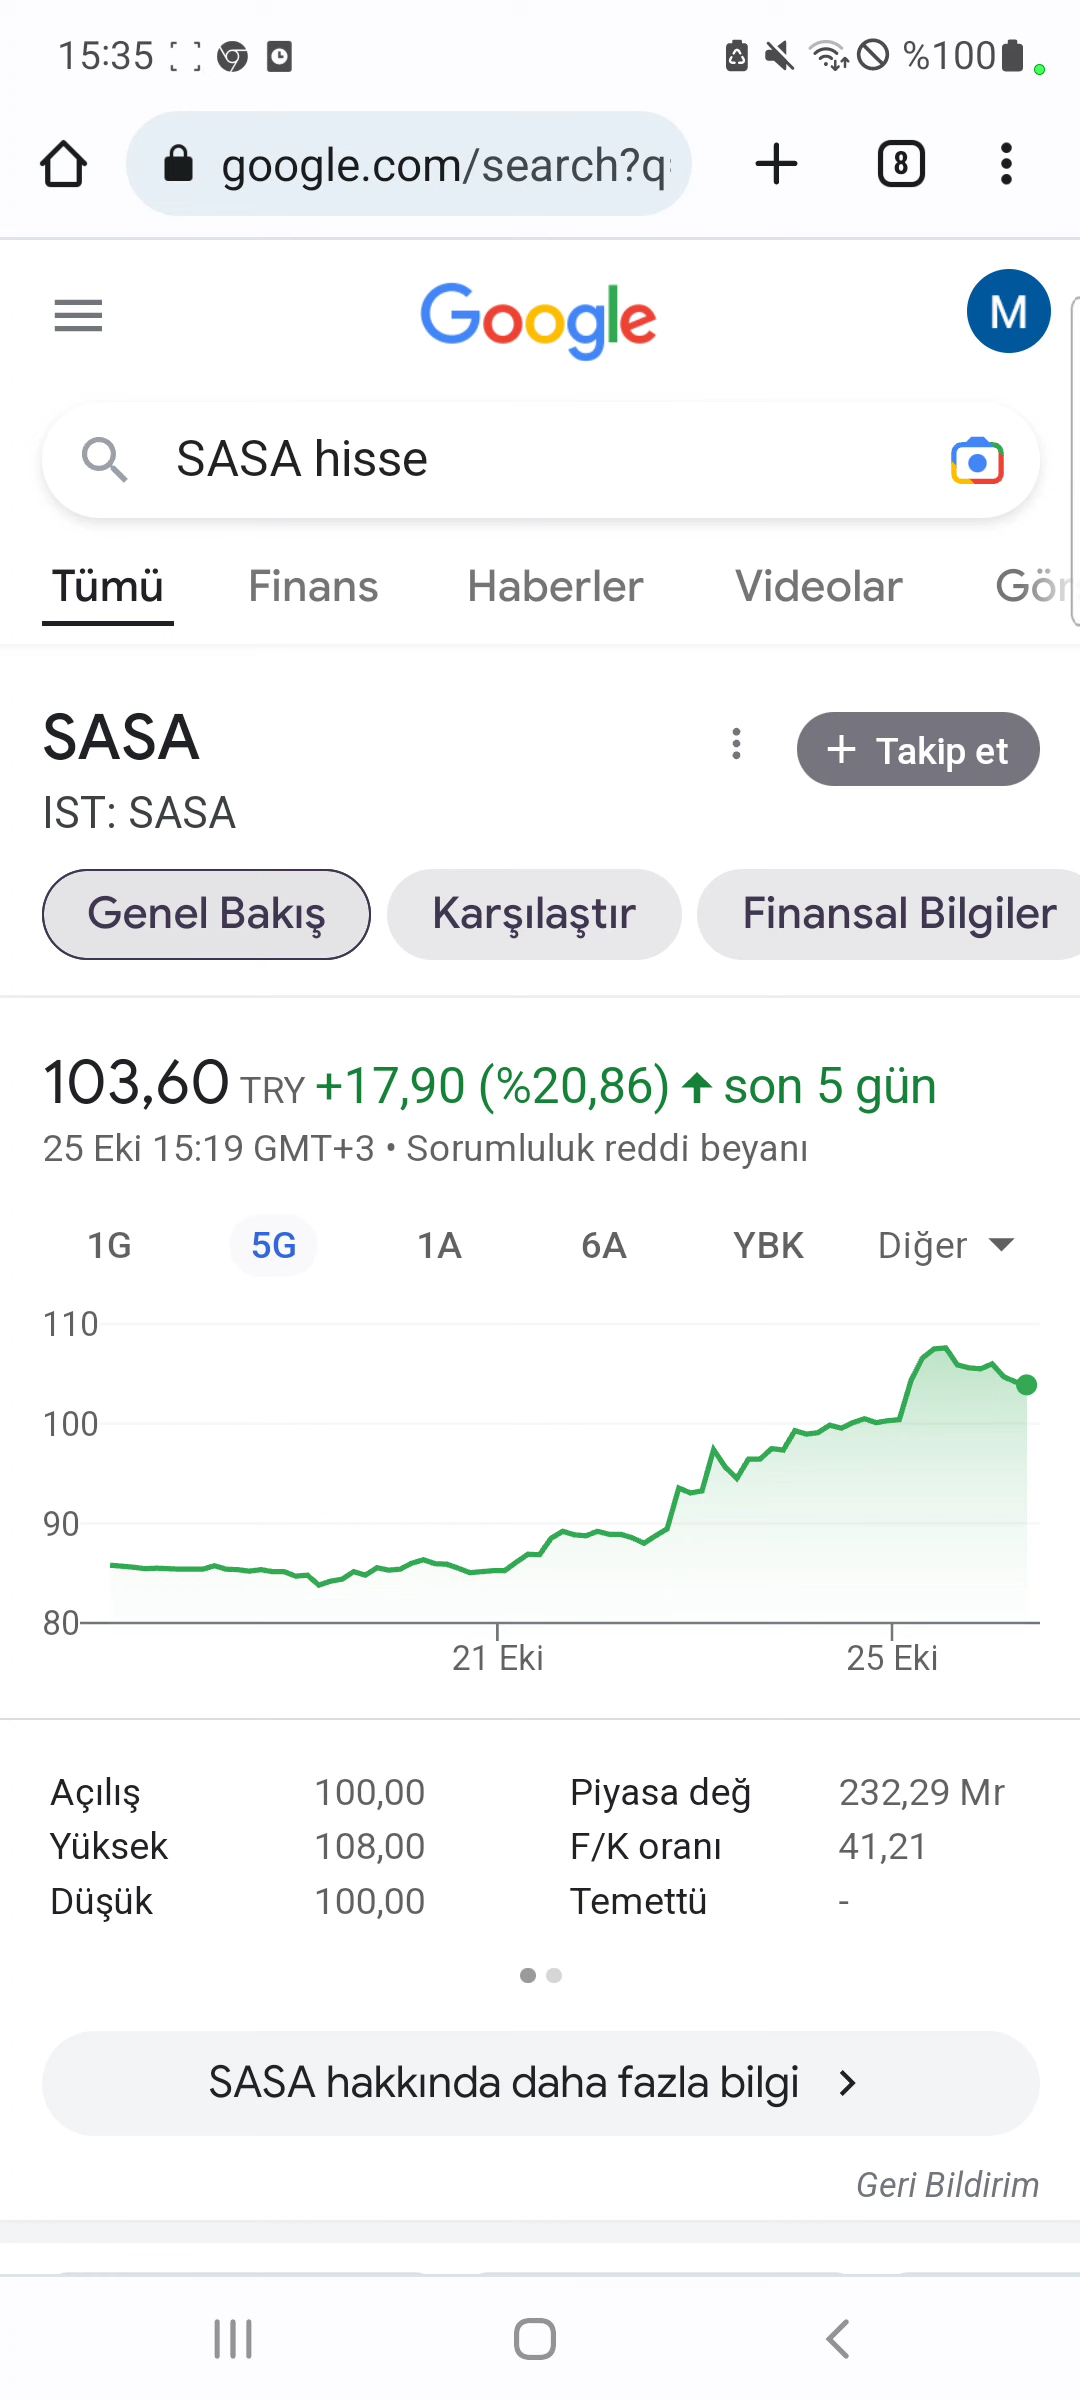 15:35 %100
google.com/search?q
8
Google
M
SASA hisse
Tümü Finans Haberler Videolar Gör
SASA
+ Takip et
IST: SASA
Genel Bakış Karşılaştır Finansal Bilgiler
103,60 TRY +17,90 (%20,86) ↑ son 5 gün
25 Eki 15:19 GMT+3 • Sorumluluk reddi beyanı
1G 5G 1A 6A YBK Diğer
110
100
90
80
21 Eki 25 Eki
Açılış 100,00 Piyasa değ 232,29 Mr
Yüksek 108,00 F/K oranı 41,21
Düşük 100,00 Temettü -
SASA hakkında daha fazla bilgi
Geri Bildirim